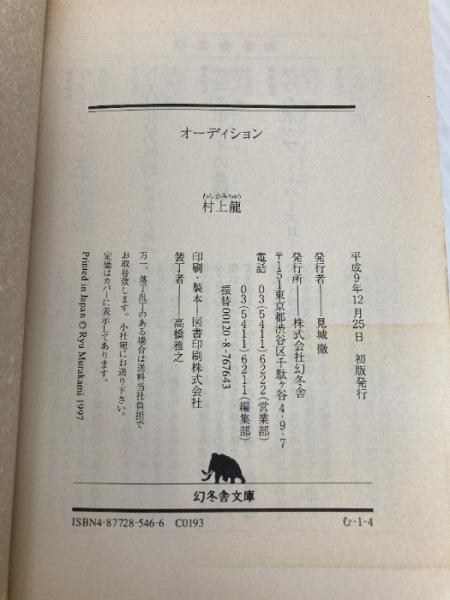 オーディション
むらかみりゅう
村上龍
平成9年12月25日 初版発行
発行者――見城 徹
発行所――株式会社幻冬舎
〒151東京都渋谷区千駄ヶ谷4-9-7
電話 03(5411)6222(営業部)
03(5411)6211(編集部)
振替00120-8-767643
印刷・製本――図書印刷株式会社
装丁者――高橋雅之
万一、落丁乱丁のある場合は送料当社負担で
お取替致します。小社宛にお送り下さい。
定価はカバーに表示してあります。
Printed in Japan © Ryu Murakami 1997
幻冬舎文庫
ISBN4-87728-546-6 C0193
む-1-4